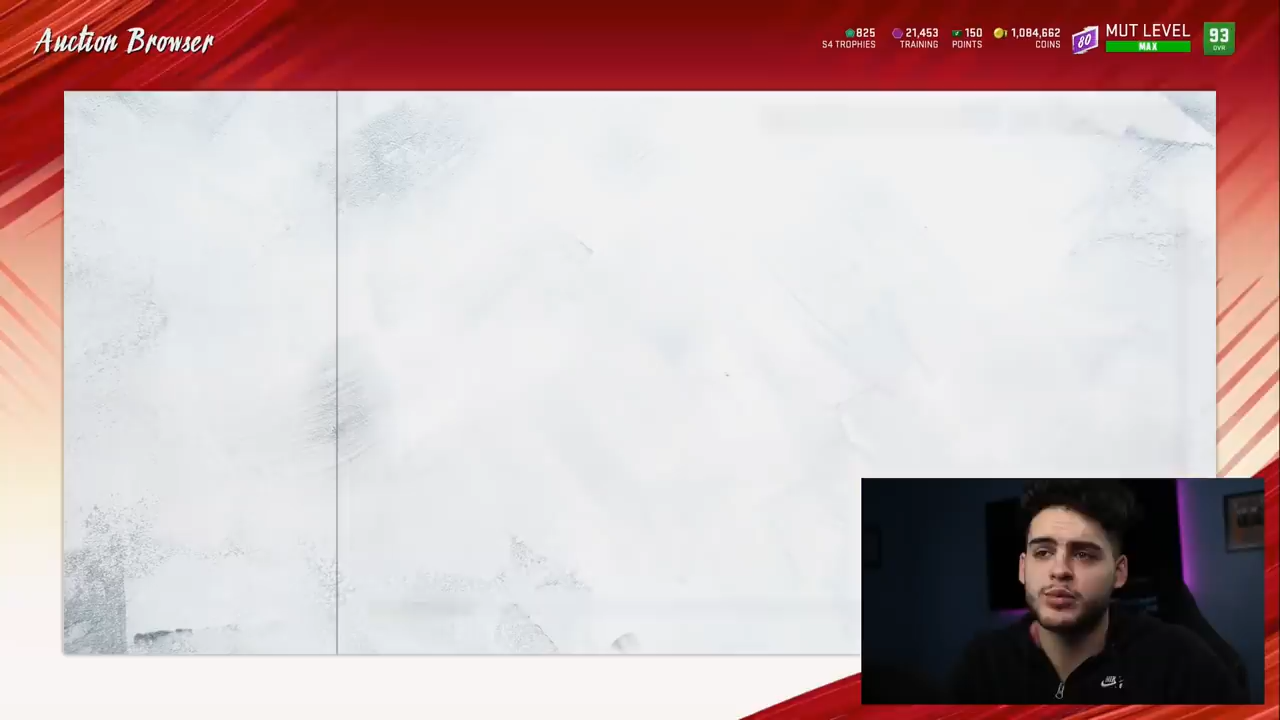 Auction Browser
825
S4 TROPHIES
21,453
TRAINING
150
POINTS
1,084,662
COINS
80
MUT LEVEL
MAX
93
OVR